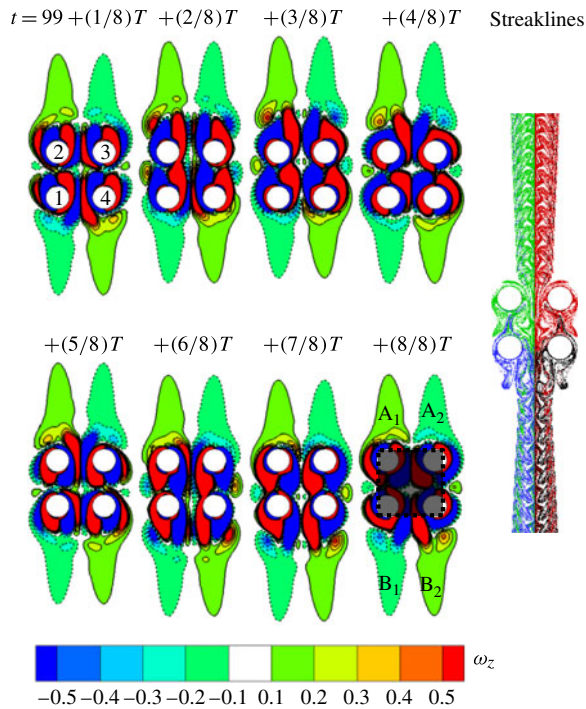 t = 99 +(1/8)T +(2/8)T +(3/8)T +(4/8)T Streaklines
2 3
1 4
+(5/8)T +(6/8)T +(7/8)T +(8/8)T
A1 A2
B1 B2
ωz
−0.5 −0.4 −0.3 −0.2 −0.1 0.1 0.2 0.3 0.4 0.5